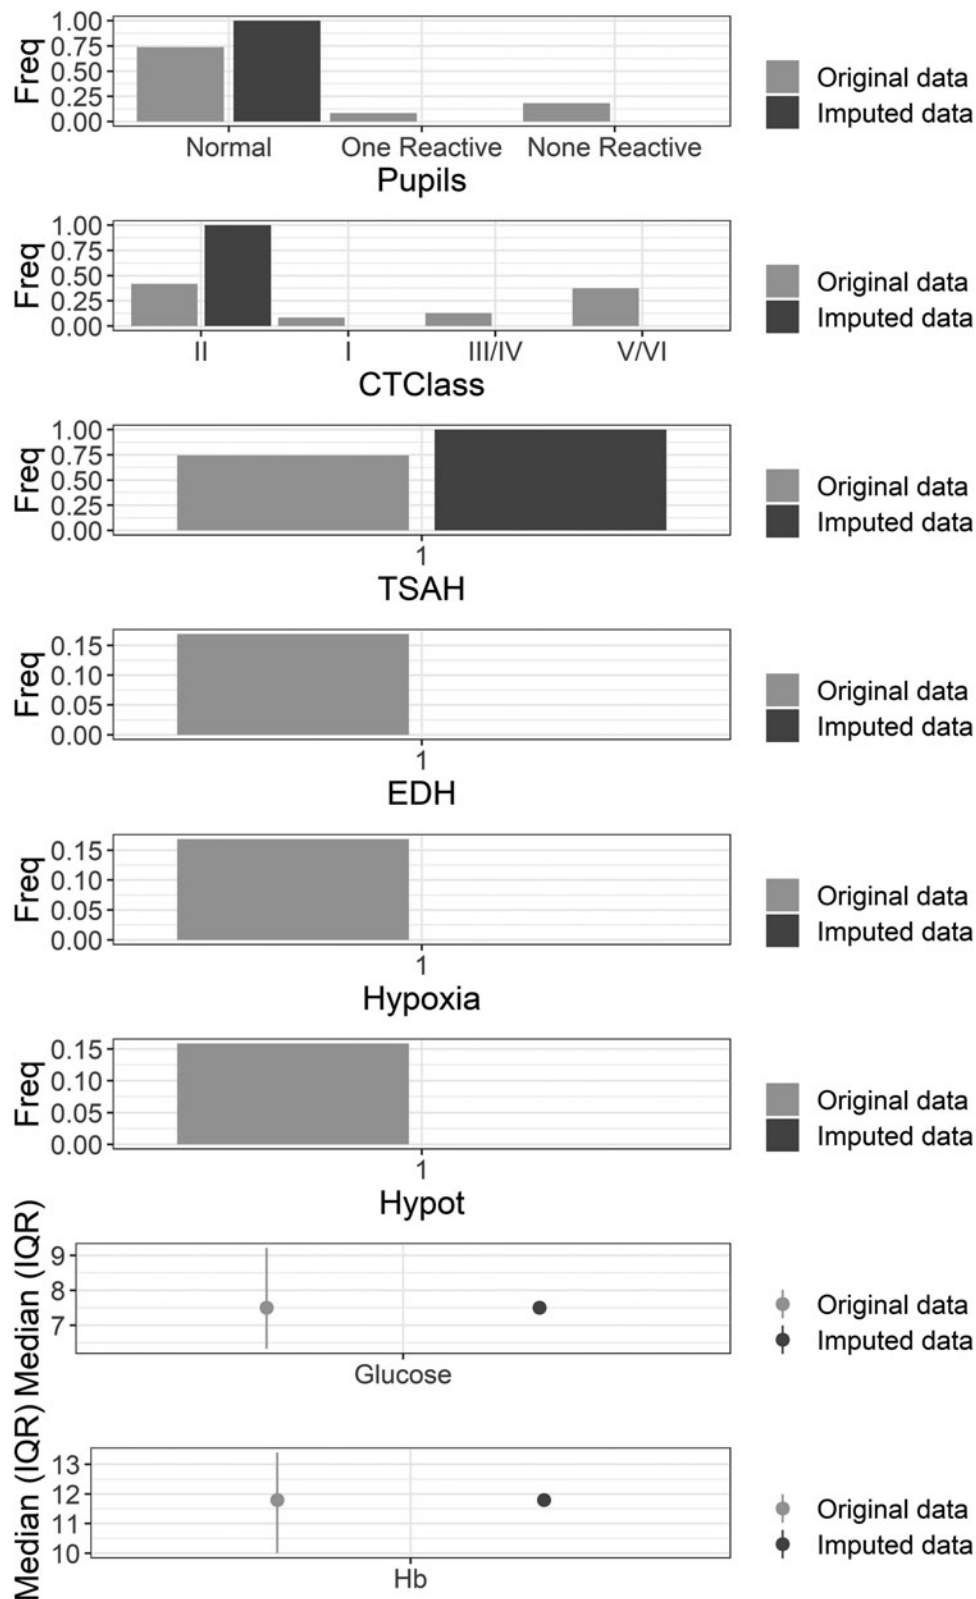 Freq
1.00
0.75
0.50
0.25
0.00
Normal One Reactive None Reactive
Pupils
Original data
Imputed data
Freq
1.00
0.75
0.50
0.25
0.00
II I III/IV V/VI
CTClass
Original data
Imputed data
Freq
1.00
0.75
0.50
0.25
0.00
1
TSAH
Original data
Imputed data
Freq
0.15
0.10
0.05
0.00
1
EDH
Original data
Imputed data
Freq
0.15
0.10
0.05
0.00
1
Hypoxia
Original data
Imputed data
Freq
0.15
0.10
0.05
0.00
1
Hypot
Original data
Imputed data
Median (IQR)
9
8
7
Glucose
Original data
Imputed data
Median (IQR)
13
12
11
10
Hb
Original data
Imputed data